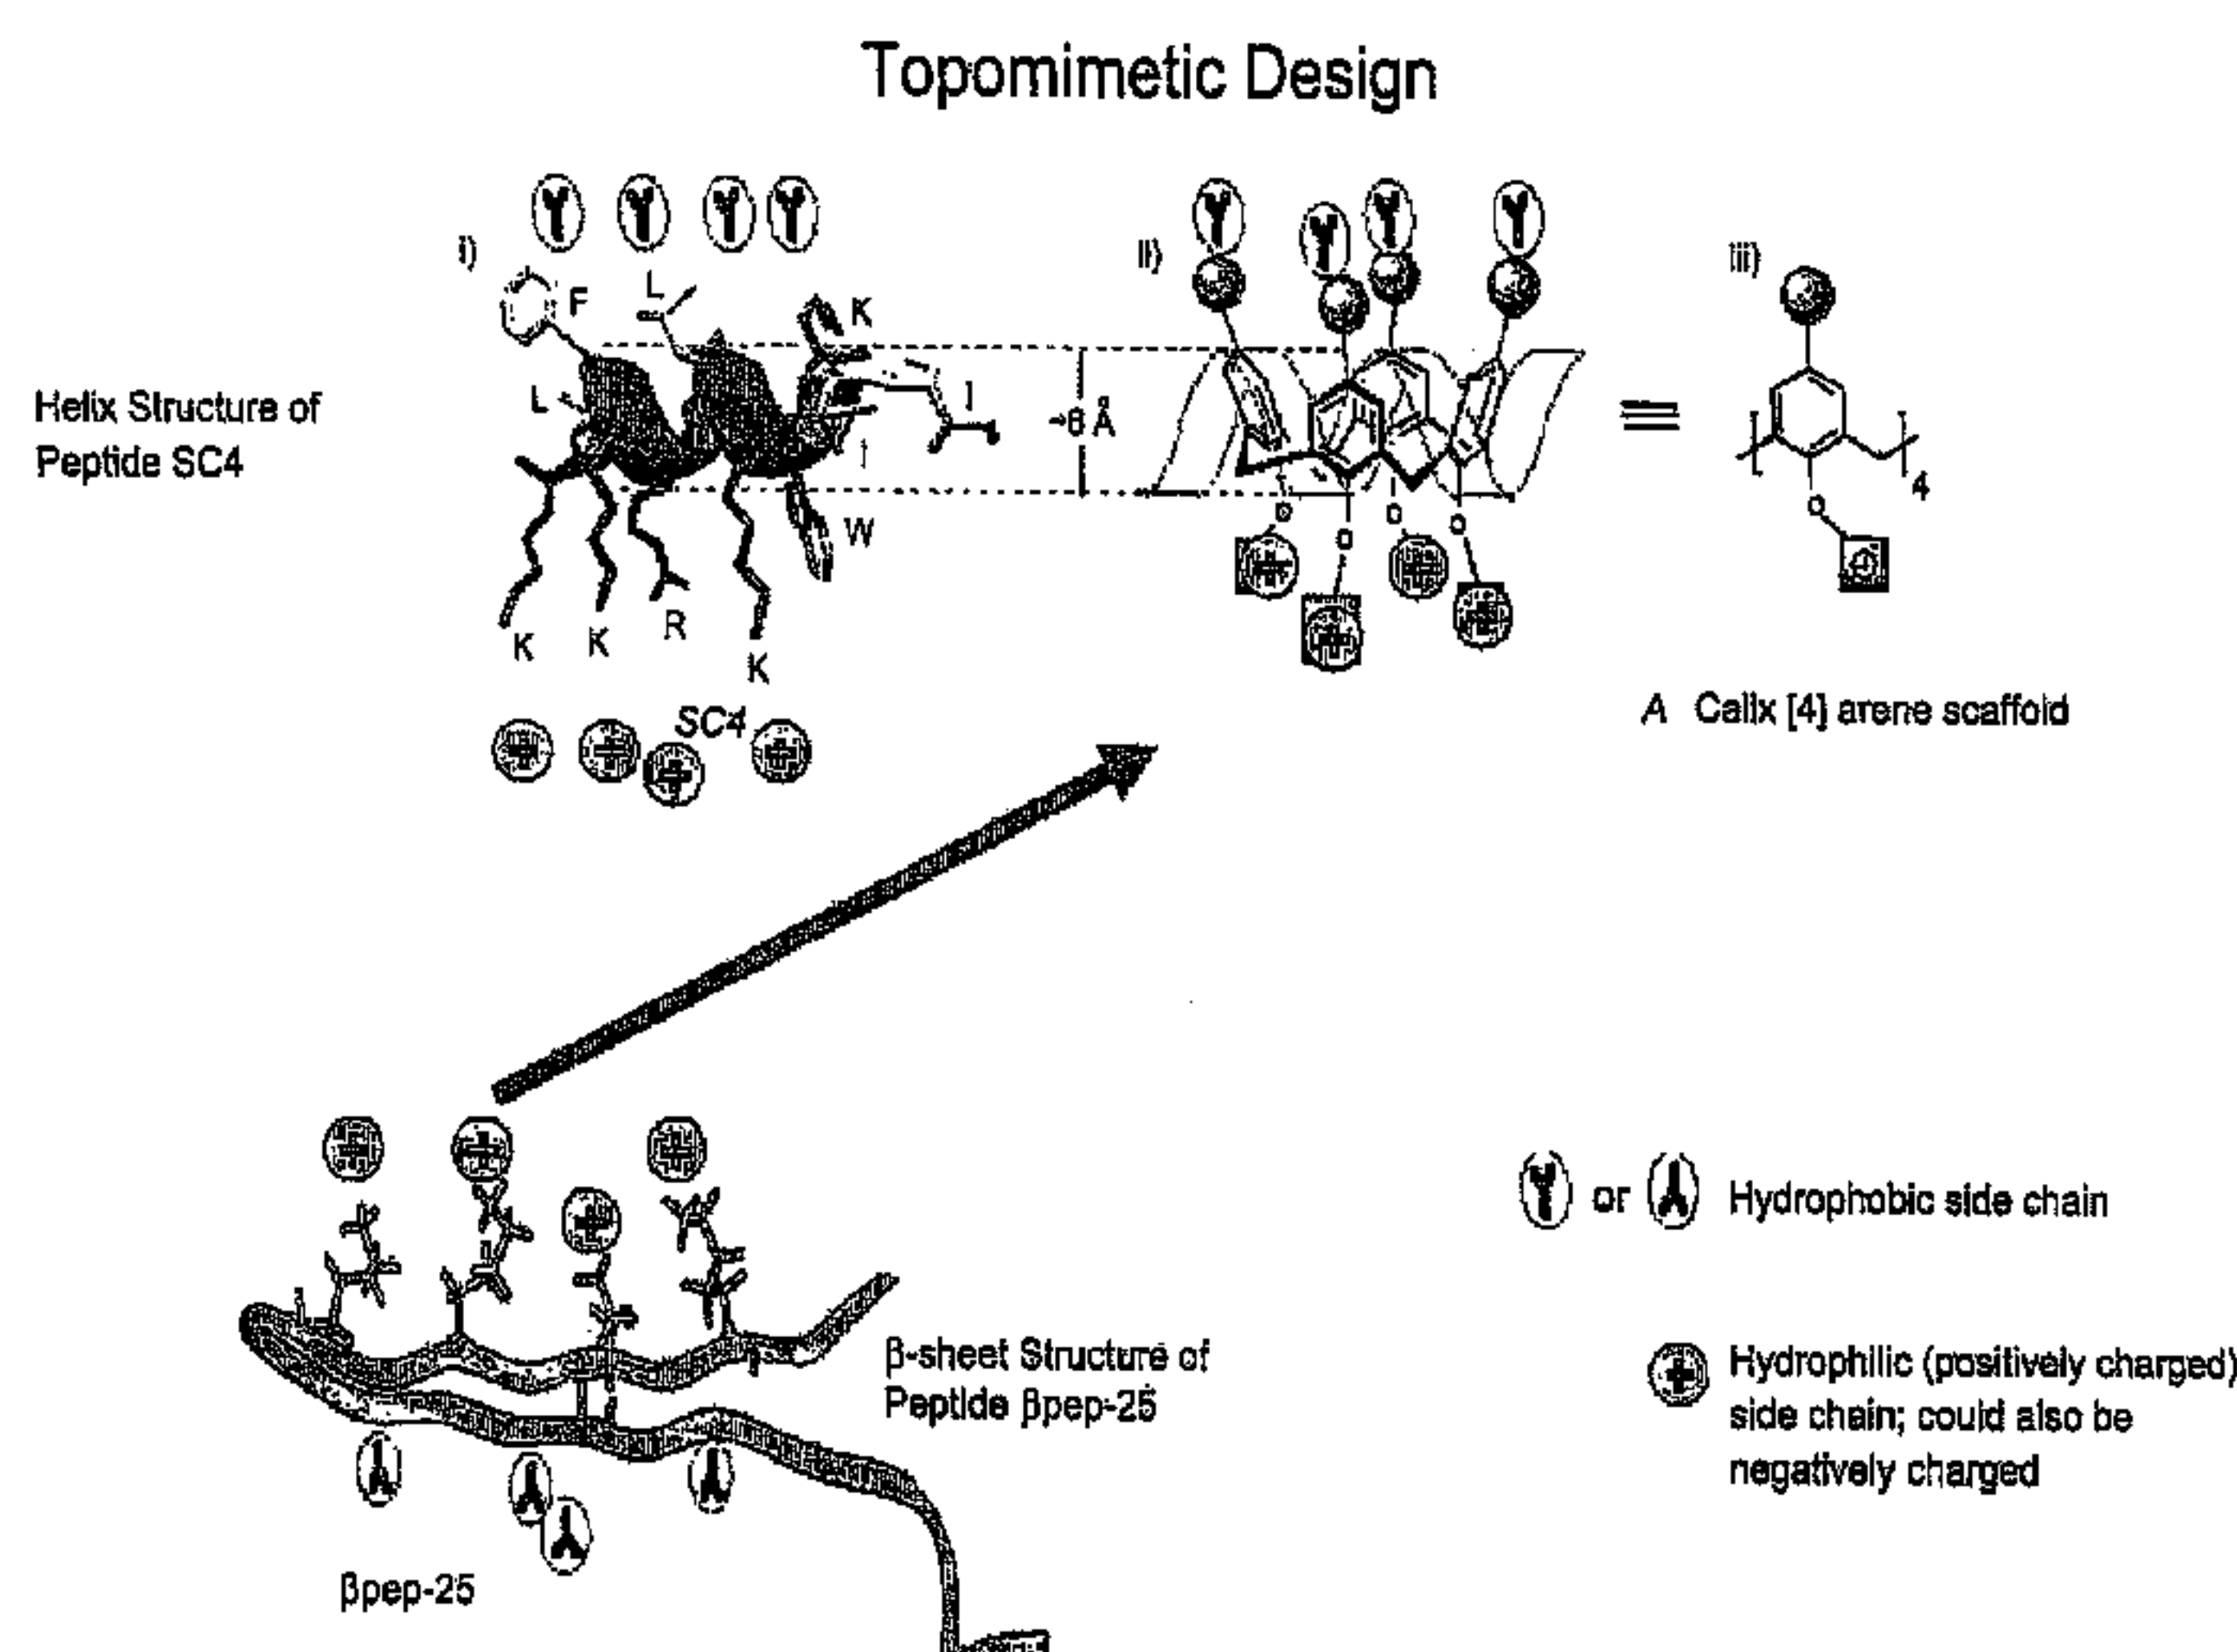 Topomimetic Design
i)
ii)
iii)
F
L
K
Helix Structure of
Peptide SC4
L
I
I
~8 Å
4
W
O
O
O
O
O
K
K
R
K
SC4
A Calix [4] arene scaffold
or
Hydrophobic side chain
β-sheet Structure of
Peptide βpep-25
Hydrophilic (positively charged)
side chain; could also be
negatively charged
βpep-25